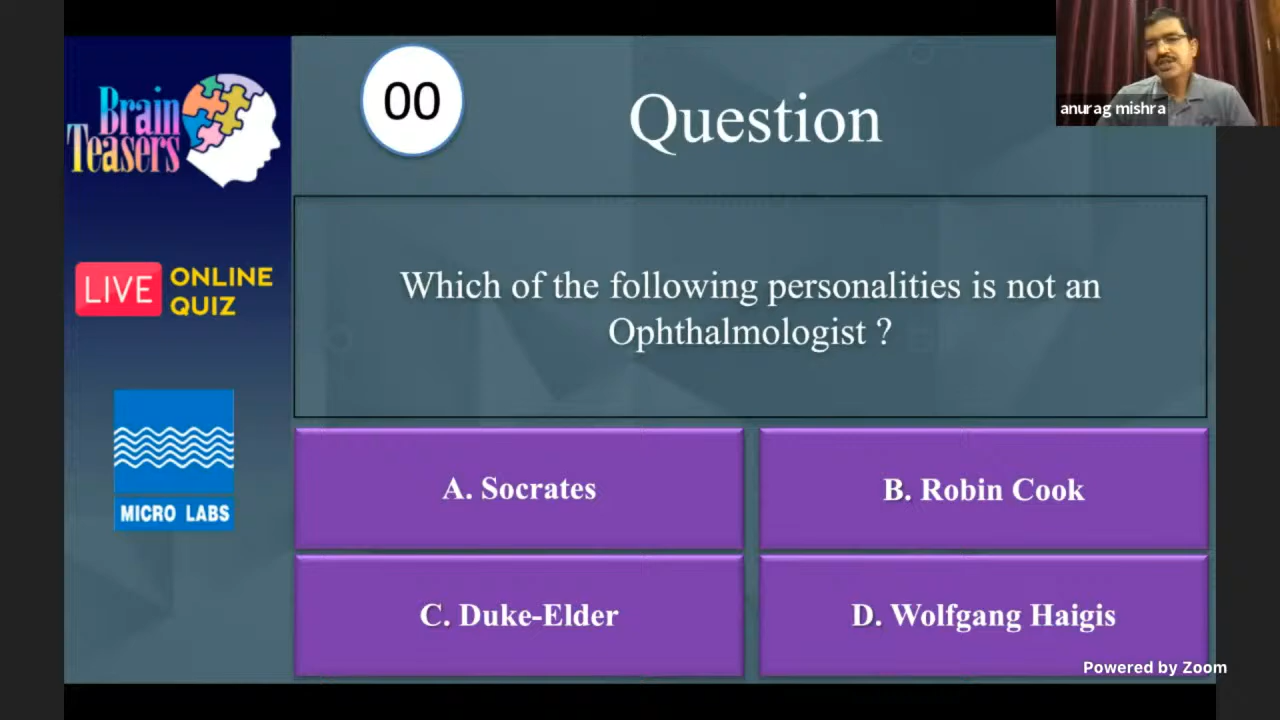 Brain
Teasers
LIVE
ONLINE
QUIZ
MICRO LABS
00
Question
anurag mishra
Which of the following personalities is not an
Ophthalmologist ?
A. Socrates
B. Robin Cook
C. Duke-Elder
D. Wolfgang Haigis
Powered by Zoom